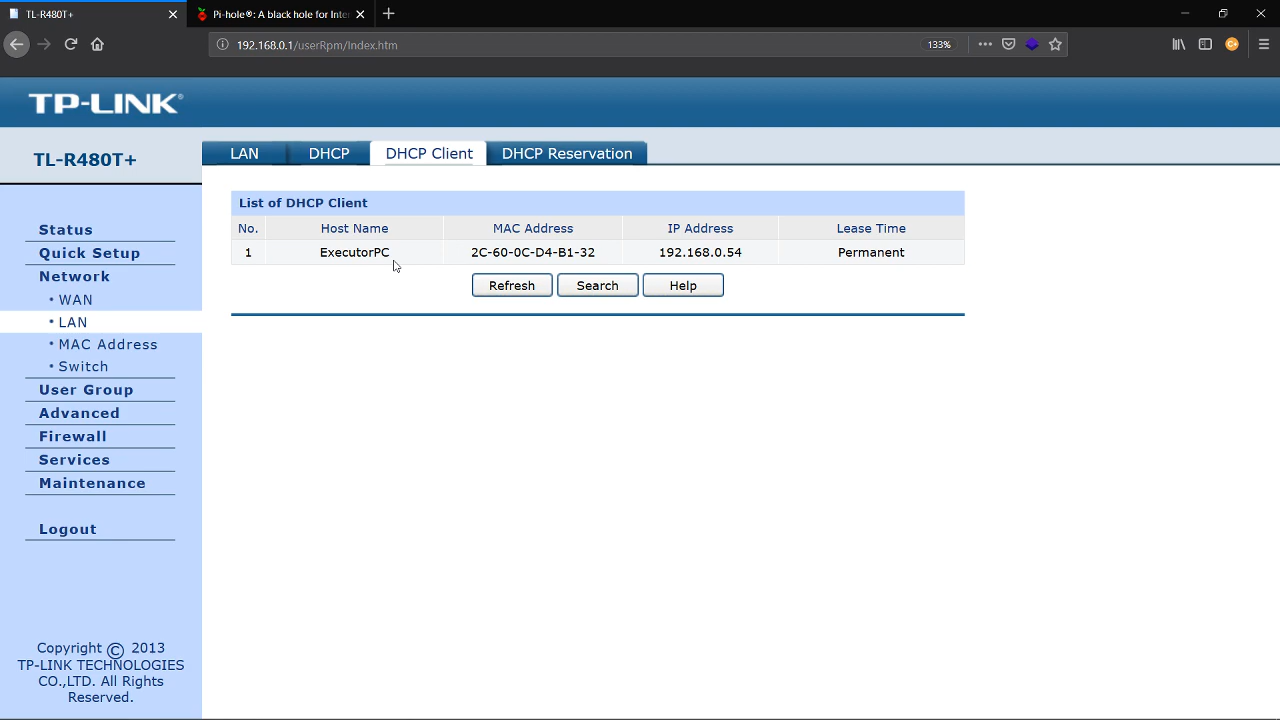 TL-R480T+
Pi-hole®: A black hole for Inte
192.168.0.1/userRpm/Index.htm
133%
TP-LINK®
TL-R480T+
LAN
DHCP
DHCP Client
DHCP Reservation
Status
Quick Setup
Network
• WAN
• LAN
• MAC Address
• Switch
User Group
Advanced
Firewall
Services
Maintenance
Logout
Copyright © 2013
TP-LINK TECHNOLOGIES
CO.,LTD. All Rights
Reserved.
List of DHCP Client
No. Host Name MAC Address IP Address Lease Time
1 ExecutorPC 2C-60-0C-D4-B1-32 192.168.0.54 Permanent
Refresh Search Help